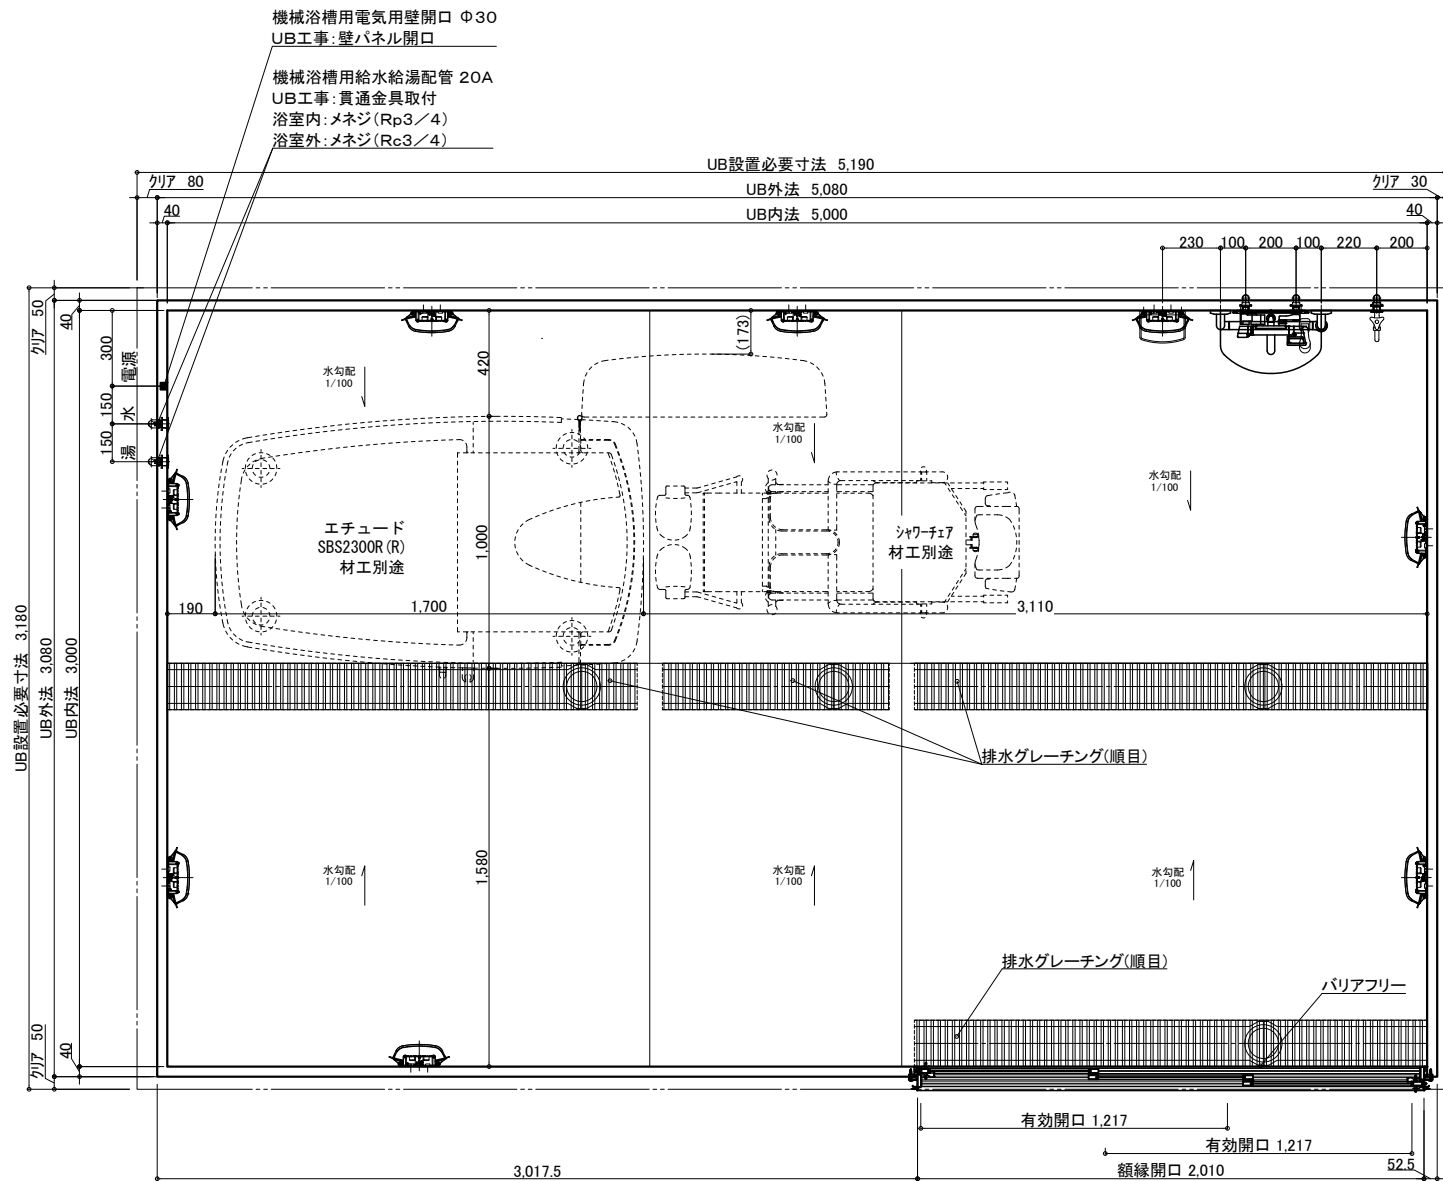 機械浴槽用電気用壁開口 Φ30
UB工事:壁パネル開口
機械浴槽用給水給湯配管 20A
UB工事:貫通金具取付
浴室内:メネジ(Rp3/4)
浴室外:メネジ(Rc3/4)
UB設置必要寸法 5,190
クリア 80
UB外法 5,080
クリア 30
40
UB内法 5,000
40
230
100
200
100
220
200
クリア 50
40
300
電源
150
水
150
湯
420
(173)
水勾配
1/100
水勾配
1/100
水勾配
1/100
エチュード
SBS2300R(R)
材工別途
1,000
シャワーチェア
材工別途
190
1,700
3,110
UB設置必要寸法 3,180
UB外法 3,080
UB内法 3,000
排水グレーチング(順目)
1,580
水勾配
1/100
水勾配
1/100
水勾配
1/100
排水グレーチング(順目)
バリアフリー
クリア 50
40
有効開口 1,217
有効開口 1,217
3,017.5
額縁開口 2,010
52.5